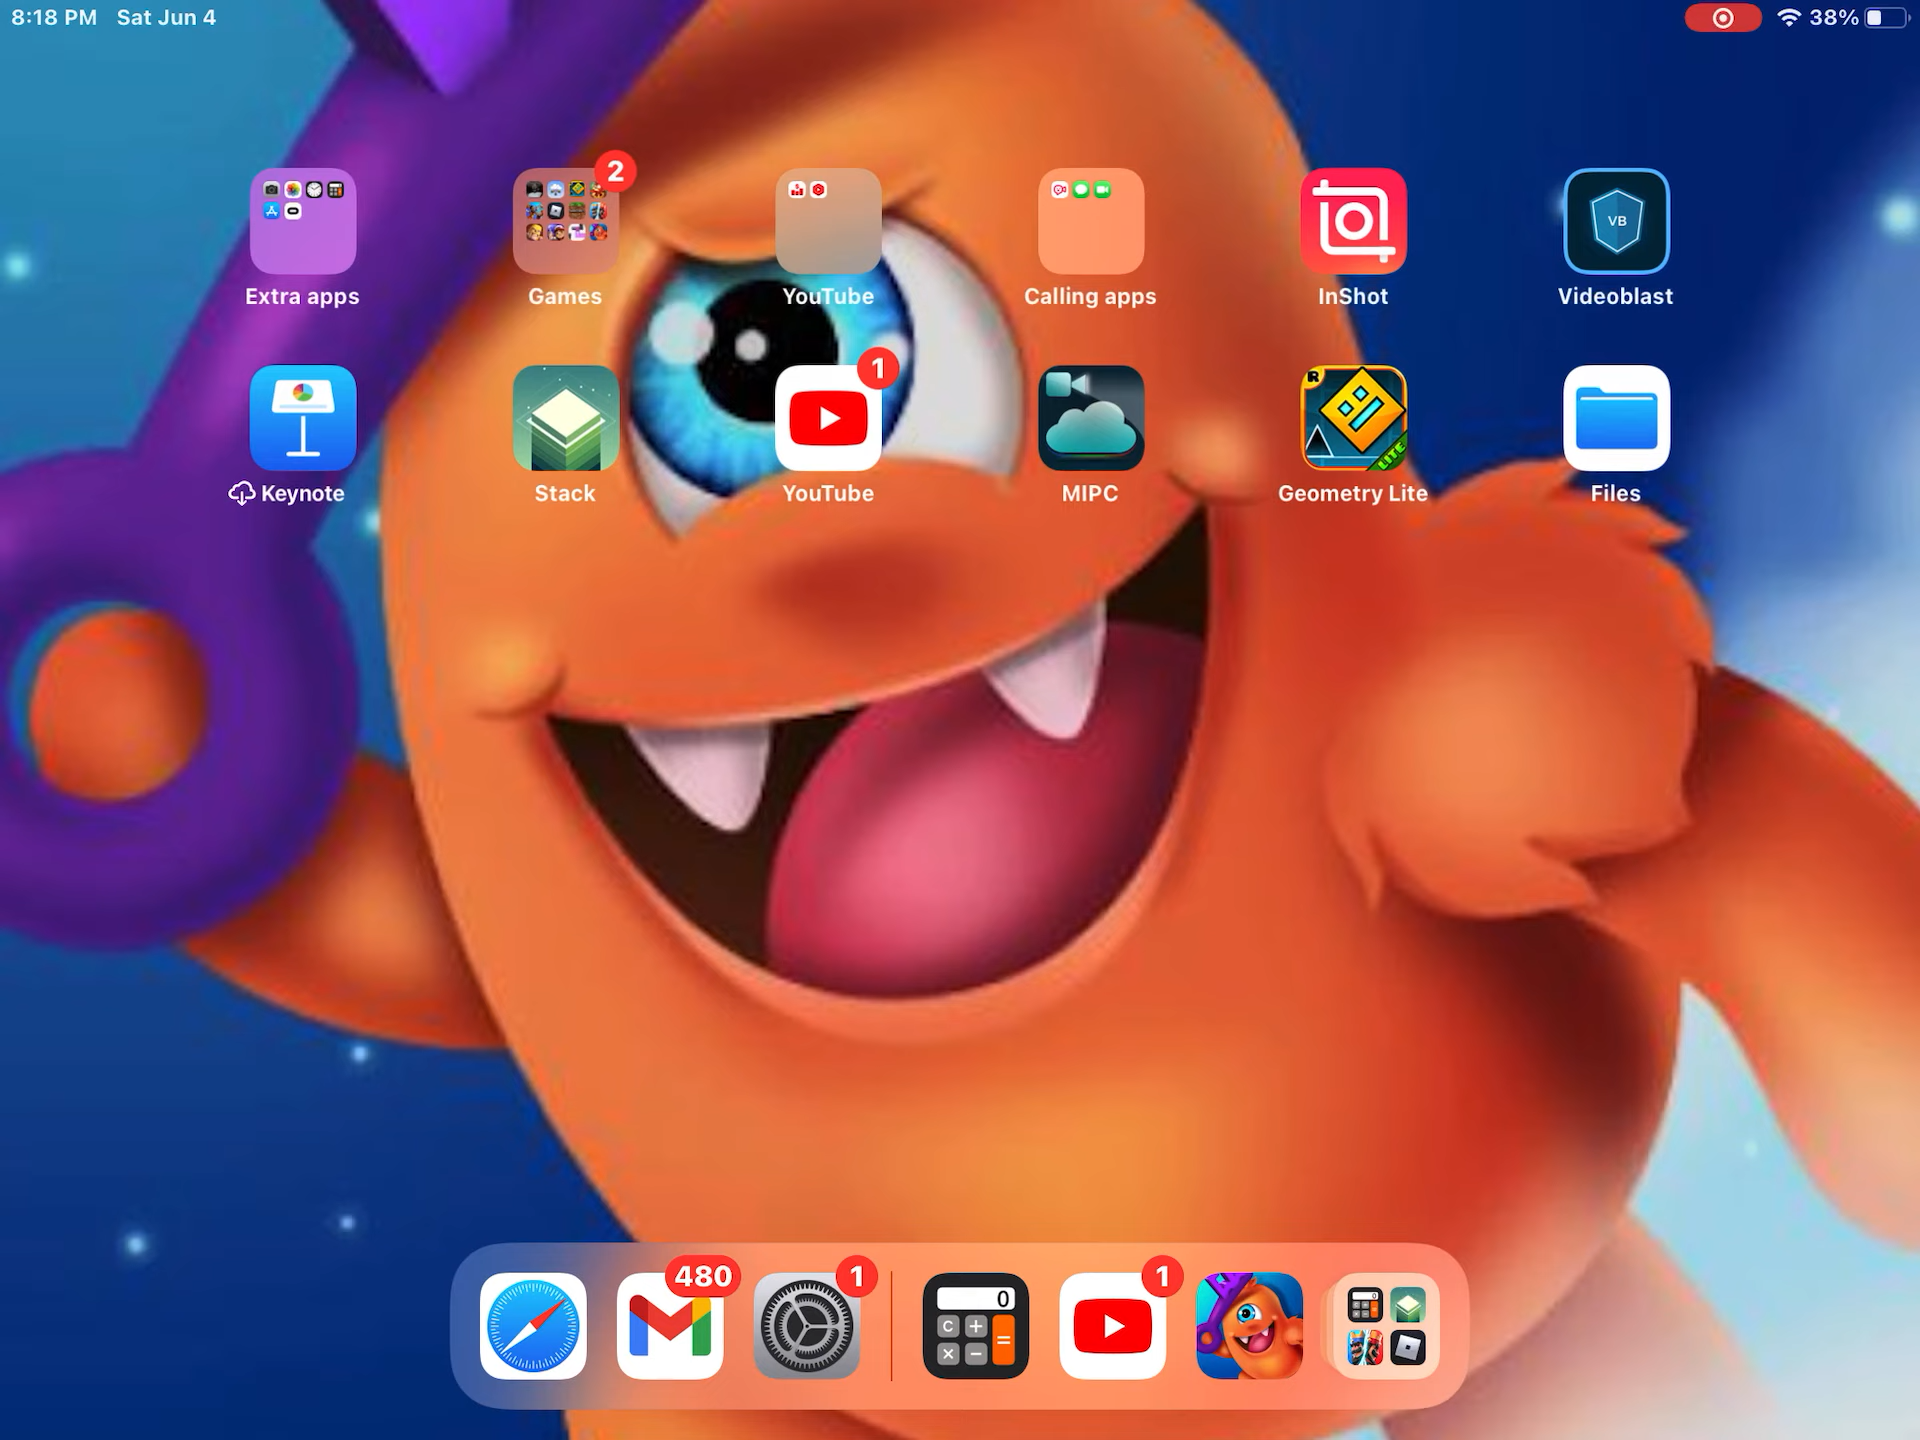 8:18 PM Sat Jun 4
38%
2
VB
Extra apps
Games
YouTube
Calling apps
InShot
Videoblast
1
R
LITE
Keynote
Stack
YouTube
MIPC
Geometry Lite
Files
480
1
1
0
C + = × −